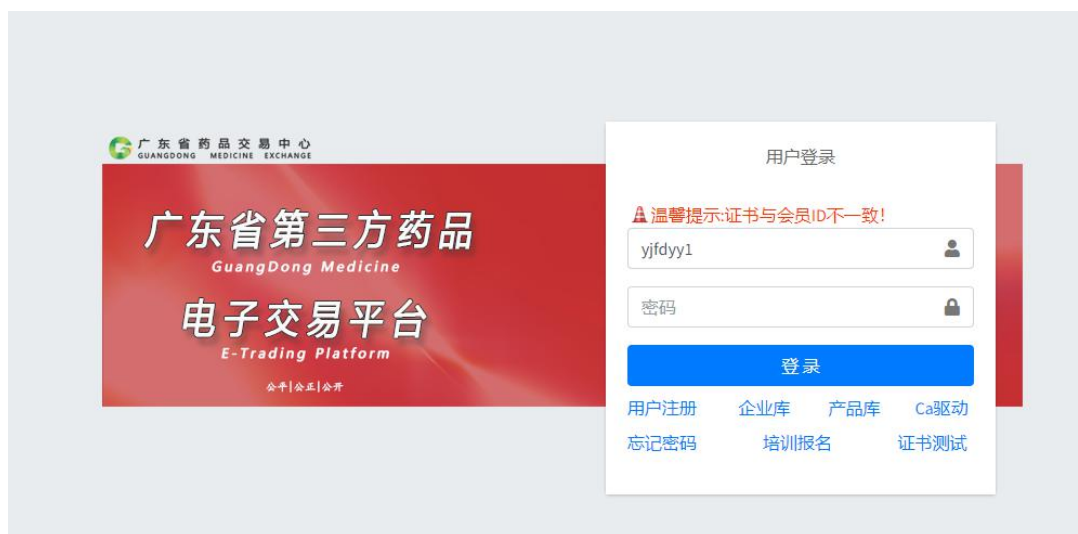 广东省药品交易中心
GUANGDONG MEDICINE EXCHANGE
广东省第三方药品
GuangDong Medicine
电子交易平台
E-Trading Platform
公平|公正|公开
用户登录
温馨提示:证书与会员ID不一致!
yjfdyy1
密码
登录
用户注册 企业库 产品库 Ca驱动
忘记密码 培训报名 证书测试